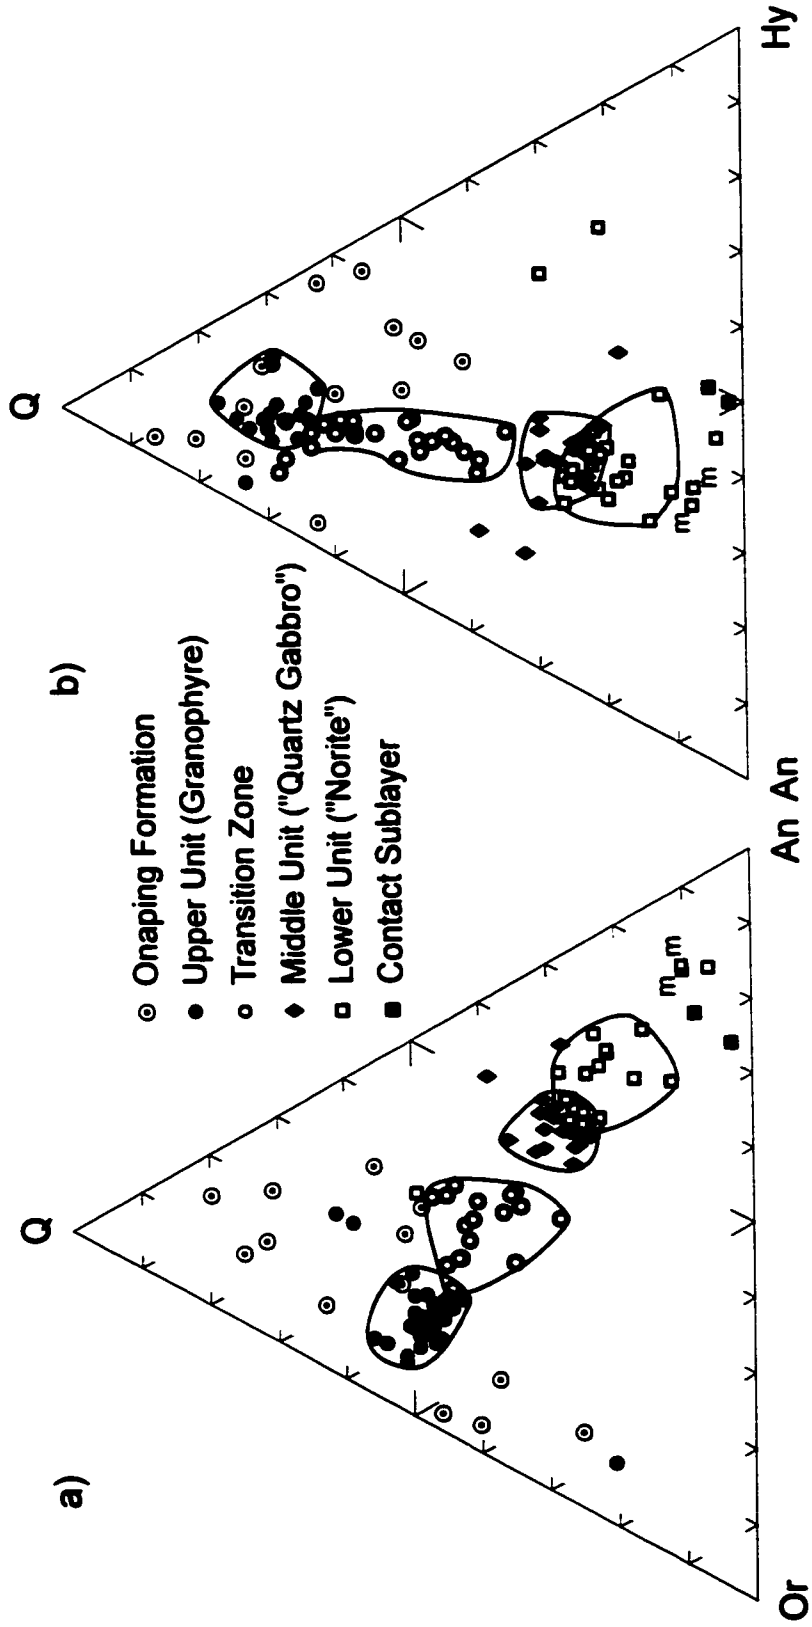 a)
Q
Or
An
m
m
Onaping Formation
Upper Unit (Granophyre)
Transition Zone
Middle Unit ("Quartz Gabbro")
Lower Unit ("Norite")
Contact Sublayer
b)
Q
An
Hy
m
m